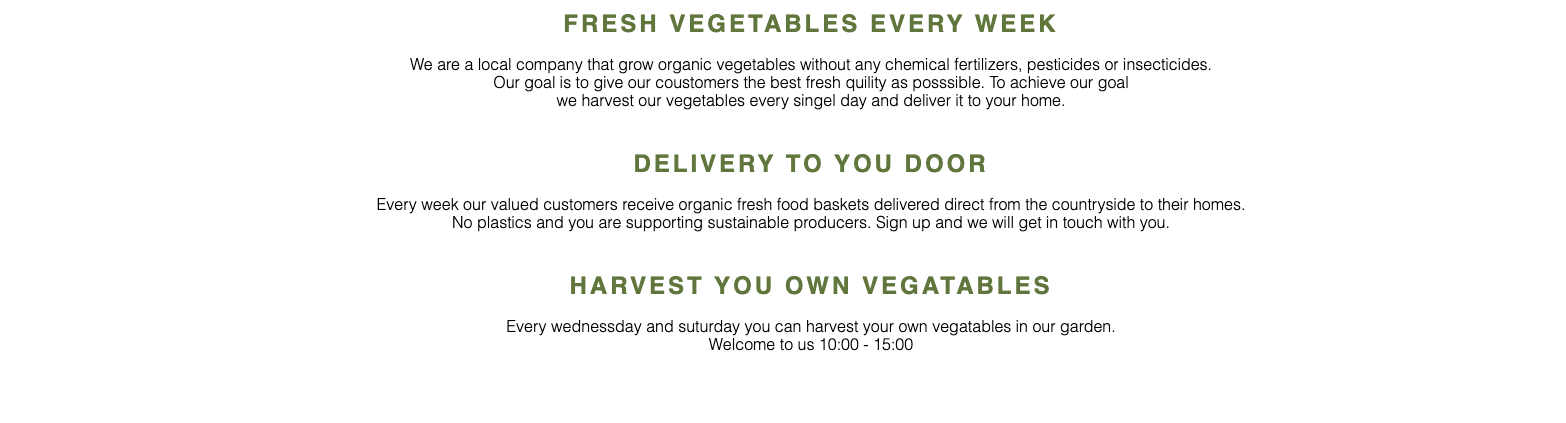 FRESH VEGETABLES EVERY WEEK
We are a local company that grow organic vegetables without any chemical fertilizers, pesticides or insecticides.
Our goal is to give our coustomers the best fresh quility as posssible. To achieve our goal
we harvest our vegetables every singel day and deliver it to your home.
DELIVERY TO YOU DOOR
Every week our valued customers receive organic fresh food baskets delivered direct from the countryside to their homes.
No plastics and you are supporting sustainable producers. Sign up and we will get in touch with you.
HARVEST YOU OWN VEGATABLES
Every wednessday and suturday you can harvest your own vegatables in our garden.
Welcome to us 10:00 - 15:00